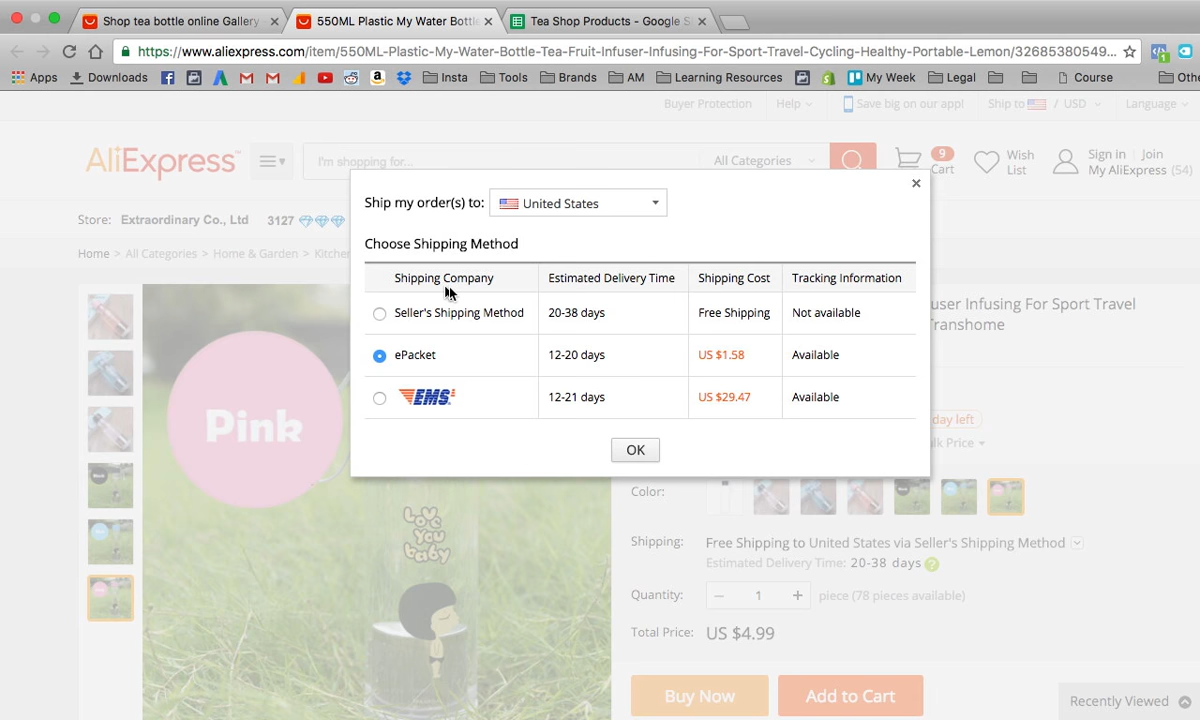 Shop tea bottle online Gallery
550ML Plastic My Water Bottle
Tea Shop Products - Google S
https://www.aliexpress.com/item/550ML-Plastic-My-Water-Bottle-Tea-Fruit-Infuser-Infusing-For-Sport-Travel-Cycling-Healthy-Portable-Lemon/32685380549...
Apps Downloads Insta Tools Brands AM Learning Resources My Week Legal Course Othe
Buyer Protection Help Save big on our app! Ship to / USD Language
AliExpress™
I'm shopping for...
All Categories
9
Cart
Wish
List
Sign in Join
My AliExpress (54)
Store: Extraordinary Co., Ltd 3127
Home > All Categories > Home & Garden > Kitchen
Ship my order(s) to: United States
Choose Shipping Method
Shipping Company Estimated Delivery Time Shipping Cost Tracking Information
Seller's Shipping Method 20-38 days Free Shipping Not available
ePacket 12-20 days US $1.58 Available
EMS 12-21 days US $29.47 Available
OK
user Infusing For Sport Travel
Transhome
day left
lk Price
Pink
LOVE
YOU
baby
Color:
Shipping: Free Shipping to United States via Seller's Shipping Method
Estimated Delivery Time: 20-38 days
Quantity: 1 piece (78 pieces available)
Total Price: US $4.99
Buy Now
Add to Cart
Recently Viewed